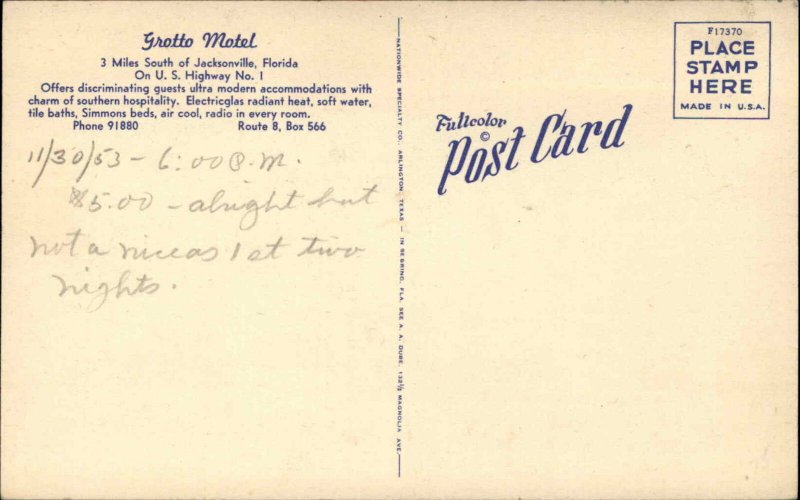 Grotto Motel
3 Miles South of Jacksonville, Florida
On U. S. Highway No. 1
Offers discriminating guests ultra modern accommodations with
charm of southern hospitality. Electricglas radiant heat, soft water,
tile baths, Simmons beds, air cool, radio in every room.
Phone 91880 Route 8, Box 566
11/30/53 - 6:00 P.M.
$5.00 - alright but
not a nice as 1st two
nights.
NATIONWIDE SPECIALTY CO., ARLINGTON, TEXAS — IN SEBRING, FLA. SEE A. A. DUBE, 132½ MAGNOLIA AVE.
Fullcolor
©
Post Card
F17370
PLACE
STAMP
HERE
MADE IN U.S.A.